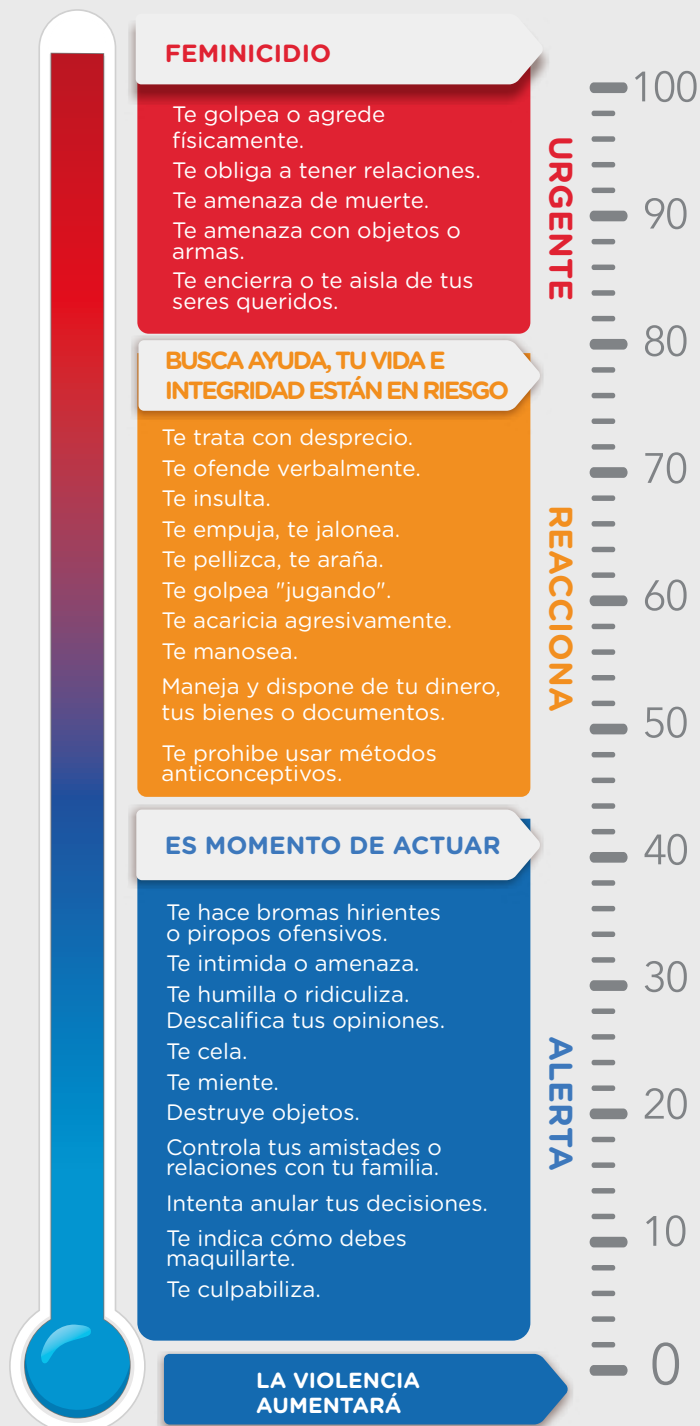 FEMINICIDIO
Te golpea o agrede
físicamente.
Te obliga a tener relaciones.
Te amenaza de muerte.
Te amenaza con objetos o
armas.
Te encierra o te aisla de tus
seres queridos.
URGENTE
BUSCA AYUDA, TU VIDA E
INTEGRIDAD ESTÁN EN RIESGO
Te trata con desprecio.
Te ofende verbalmente.
Te insulta.
Te empuja, te jalonea.
Te pellizca, te araña.
Te golpea "jugando".
Te acaricia agresivamente.
Te manosea.
Maneja y dispone de tu dinero,
tus bienes o documentos.
Te prohibe usar métodos
anticonceptivos.
REACCIONA
ES MOMENTO DE ACTUAR
Te hace bromas hirientes
o piropos ofensivos.
Te intimida o amenaza.
Te humilla o ridiculiza.
Descalifica tus opiniones.
Te cela.
Te miente.
Destruye objetos.
Controla tus amistades o
relaciones con tu familia.
Intenta anular tus decisiones.
Te indica cómo debes
maquillarte.
Te culpabiliza.
ALERTA
LA VIOLENCIA
AUMENTARÁ
100
90
80
70
60
50
40
30
20
10
0